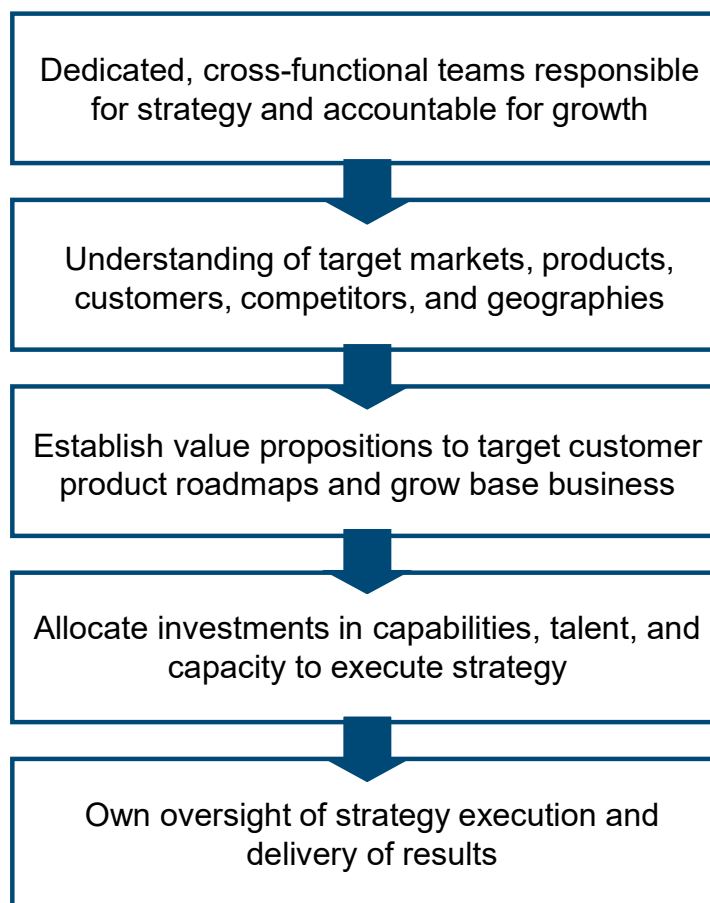 Dedicated, cross-functional teams responsible
for strategy and accountable for growth
Understanding of target markets, products,
customers, competitors, and geographies
Establish value propositions to target customer
product roadmaps and grow base business
Allocate investments in capabilities, talent, and
capacity to execute strategy
Own oversight of strategy execution and
delivery of results